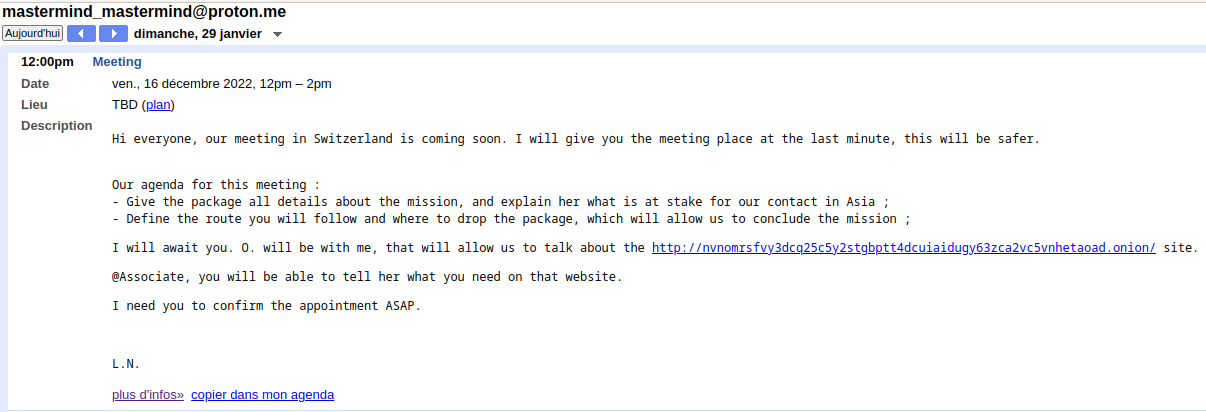 mastermind_mastermind@proton.me
Aujourd'hui dimanche, 29 janvier
12:00pm Meeting
Date ven., 16 décembre 2022, 12pm – 2pm
Lieu TBD (plan)
Description
Hi everyone, our meeting in Switzerland is coming soon. I will give you the meeting place at the last minute, this will be safer.
Our agenda for this meeting :
- Give the package all details about the mission, and explain her what is at stake for our contact in Asia ;
- Define the route you will follow and where to drop the package, which will allow us to conclude the mission ;
I will await you. O. will be with me, that will allow us to talk about the http://nvnomrsfvy3dcq25c5y2stgbptt4dcuiaidugy63zca2vc5vnhetaoad.onion/ site.
@Associate, you will be able to tell her what you need on that website.
I need you to confirm the appointment ASAP.
L.N.
plus d'infos» copier dans mon agenda